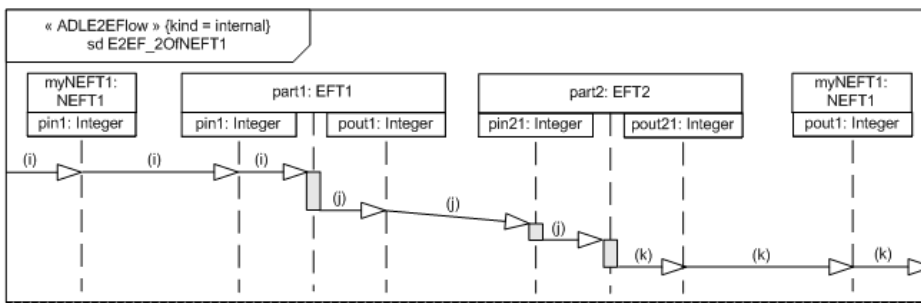 « ADLE2EFlow » {kind = internal}
sd E2EF_2OfNEFT1
myNEFT1:
NEFT1
pin1: Integer
part1: EFT1
pin1: Integer
pout1: Integer
part2: EFT2
pin21: Integer
pout21: Integer
myNEFT1:
NEFT1
pout1: Integer
(i)
(i)
(i)
(j)
(j)
(j)
(k)
(k)
(k)